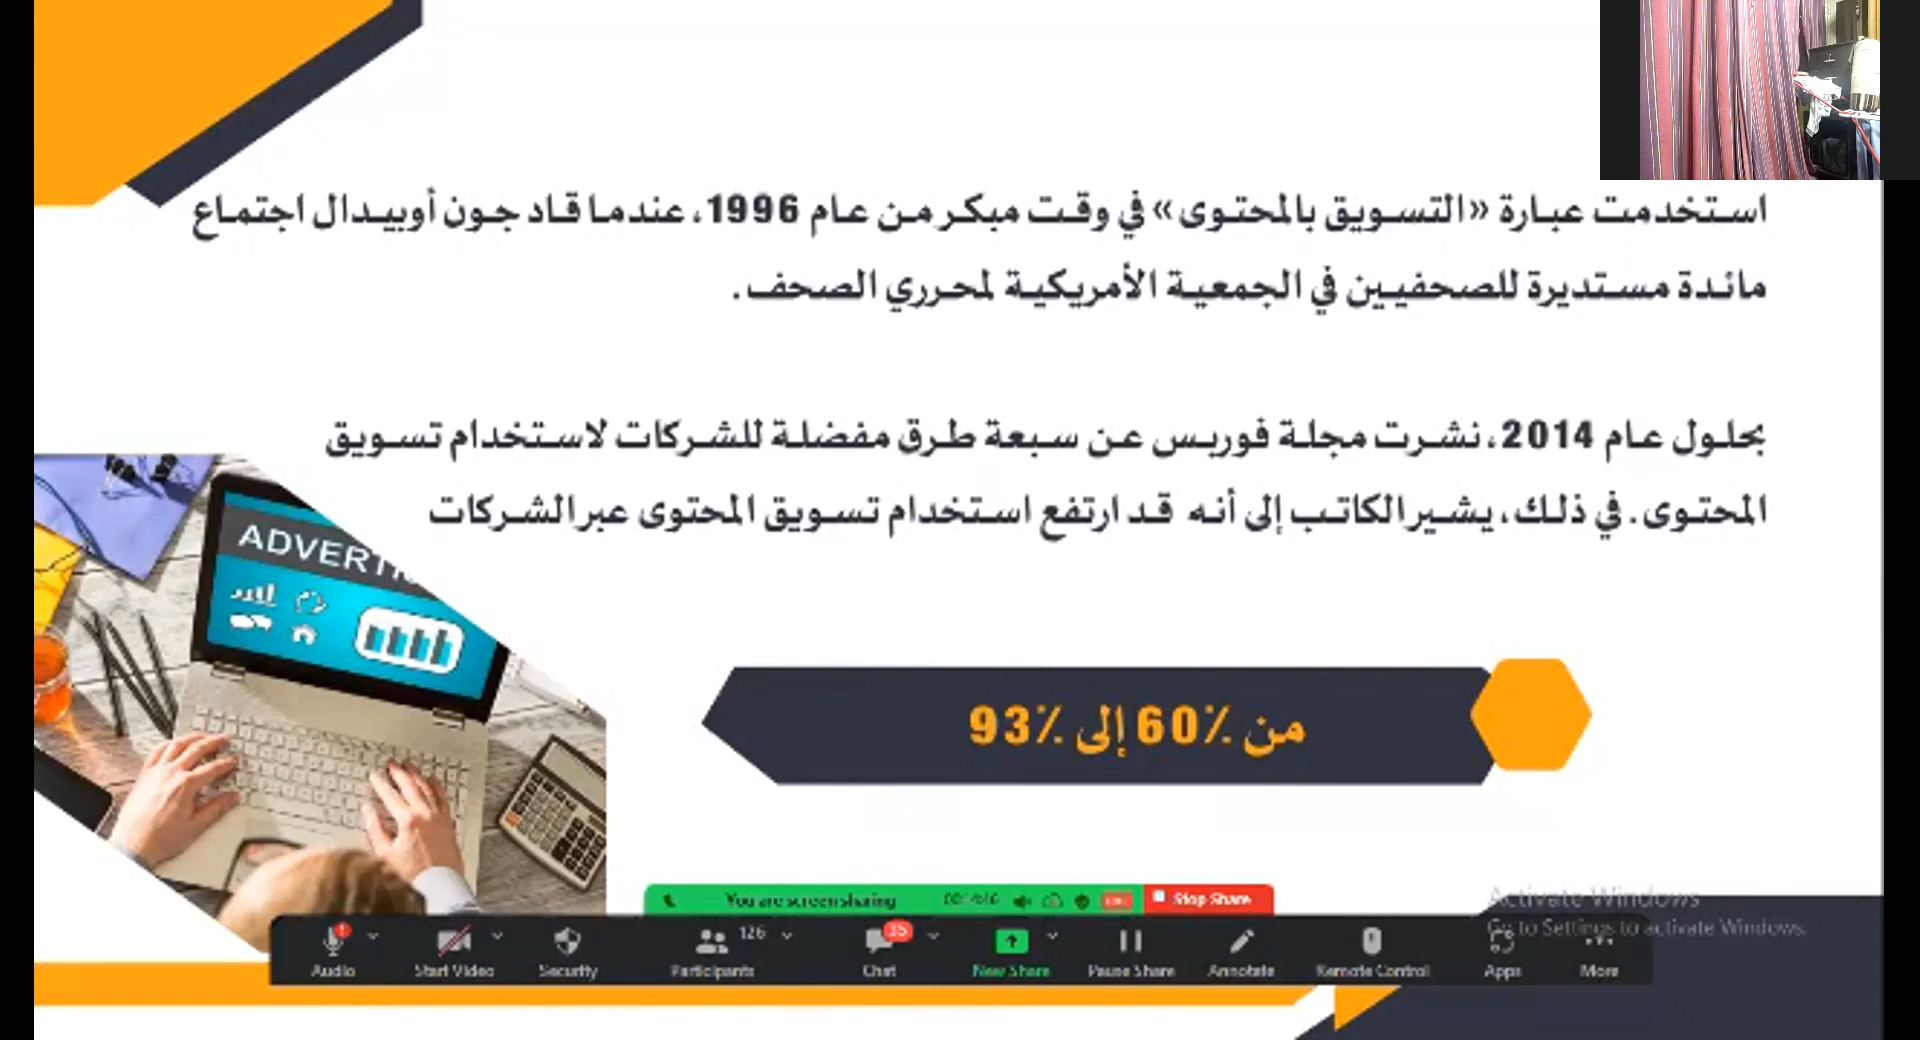 استخدمت عبارة «التسويق بالمحتوى» في وقت مبكر من عام 1996، عندما قاد جون أوبيدال اجتماع
مائدة مستديرة للصحفيين في الجمعية الأمريكية لمحرري الصحف.
بحلول عام 2014، نشرت مجلة فوربس عن سبعة طرق مفضلة للشركات لاستخدام تسويق
المحتوى. في ذلك، يشير الكاتب إلى أنه قد ارتفع استخدام تسويق المحتوى عبر الشركات
ADVERTI
من 60٪ إلى 93٪
You are screen sharing
Stop Share
Activate Windows
Go to Settings to activate Windows.
126
35
Audio Start Video Security Participants Chat New Share Pause Share Annotate Remote Control Apps More